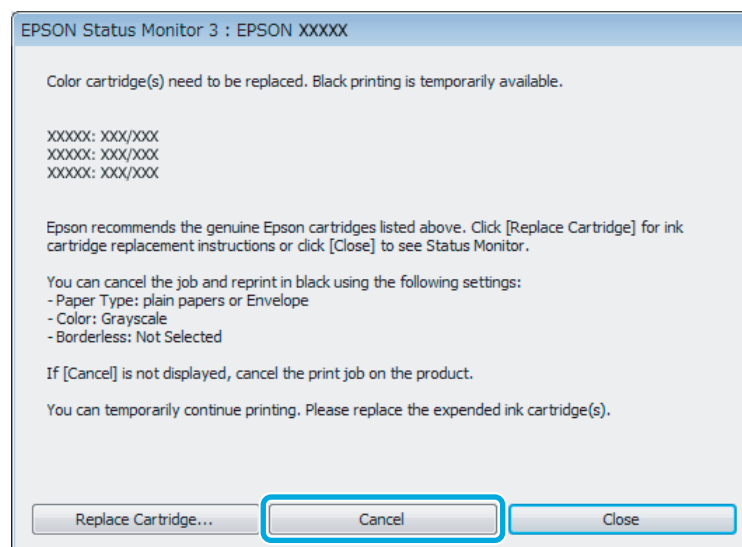 EPSON Status Monitor 3 : EPSON XXXXX
Color cartridge(s) need to be replaced. Black printing is temporarily available.
XXXXX: XXX/XXX
XXXXX: XXX/XXX
XXXXX: XXX/XXX
Epson recommends the genuine Epson cartridges listed above. Click [Replace Cartridge] for ink
cartridge replacement instructions or click [Close] to see Status Monitor.
You can cancel the job and reprint in black using the following settings:
- Paper Type: plain papers or Envelope
- Color: Grayscale
- Borderless: Not Selected
If [Cancel] is not displayed, cancel the print job on the product.
You can temporarily continue printing. Please replace the expended ink cartridge(s).
Replace Cartridge... Cancel Close